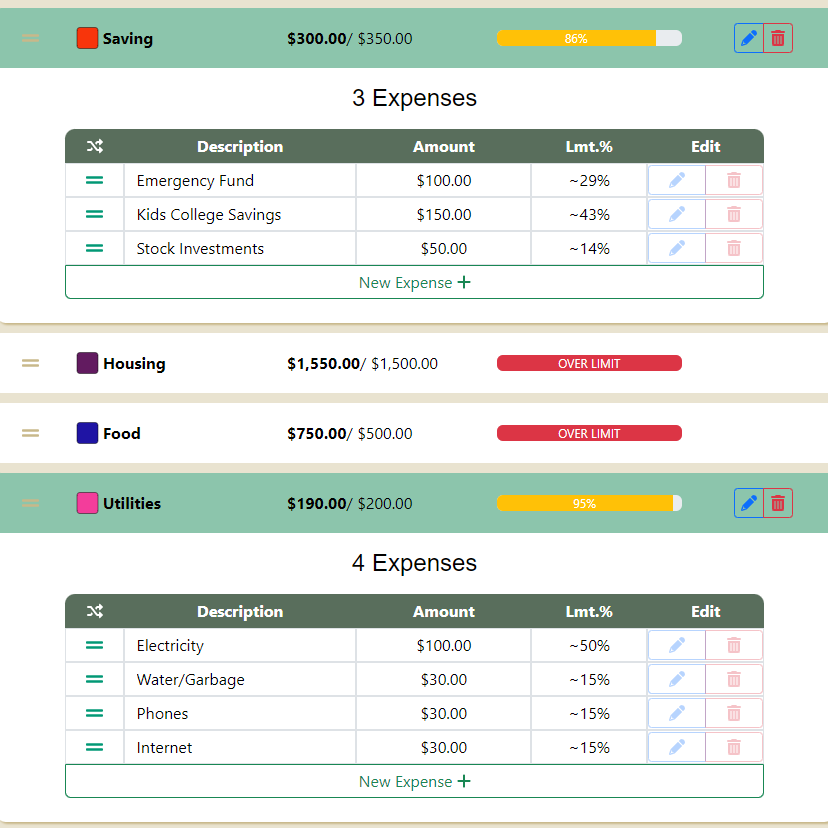 Saving $300.00/ $350.00 86%
3 Expenses
Description Amount Lmt.% Edit
Emergency Fund $100.00 ~29%
Kids College Savings $150.00 ~43%
Stock Investments $50.00 ~14%
New Expense +
Housing $1,550.00/ $1,500.00 OVER LIMIT
Food $750.00/ $500.00 OVER LIMIT
Utilities $190.00/ $200.00 95%
4 Expenses
Description Amount Lmt.% Edit
Electricity $100.00 ~50%
Water/Garbage $30.00 ~15%
Phones $30.00 ~15%
Internet $30.00 ~15%
New Expense +